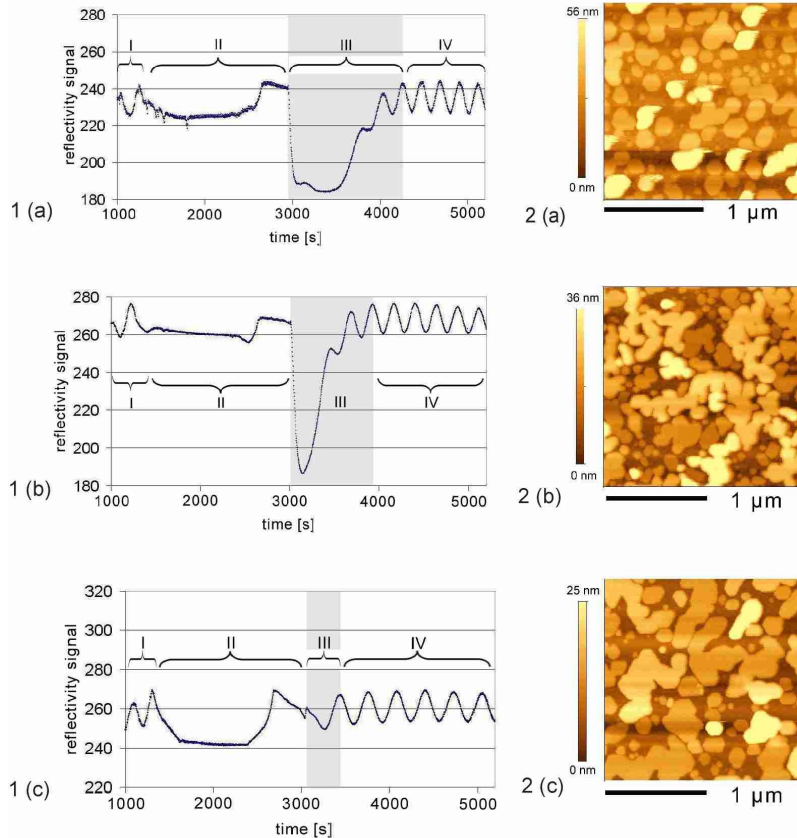 1 (a)
reflectivity signal
280
260
240
220
200
180
I II III IV
1000 2000 3000 4000 5000
time [s]
2 (a)
56 nm
0 nm
1 µm
1 (b)
reflectivity signal
280
260
240
220
200
180
I II III IV
1000 2000 3000 4000 5000
time [s]
2 (b)
36 nm
0 nm
1 µm
1 (c)
reflectivity signal
320
300
280
260
240
220
I II III IV
1000 2000 3000 4000 5000
time [s]
2 (c)
25 nm
0 nm
1 µm